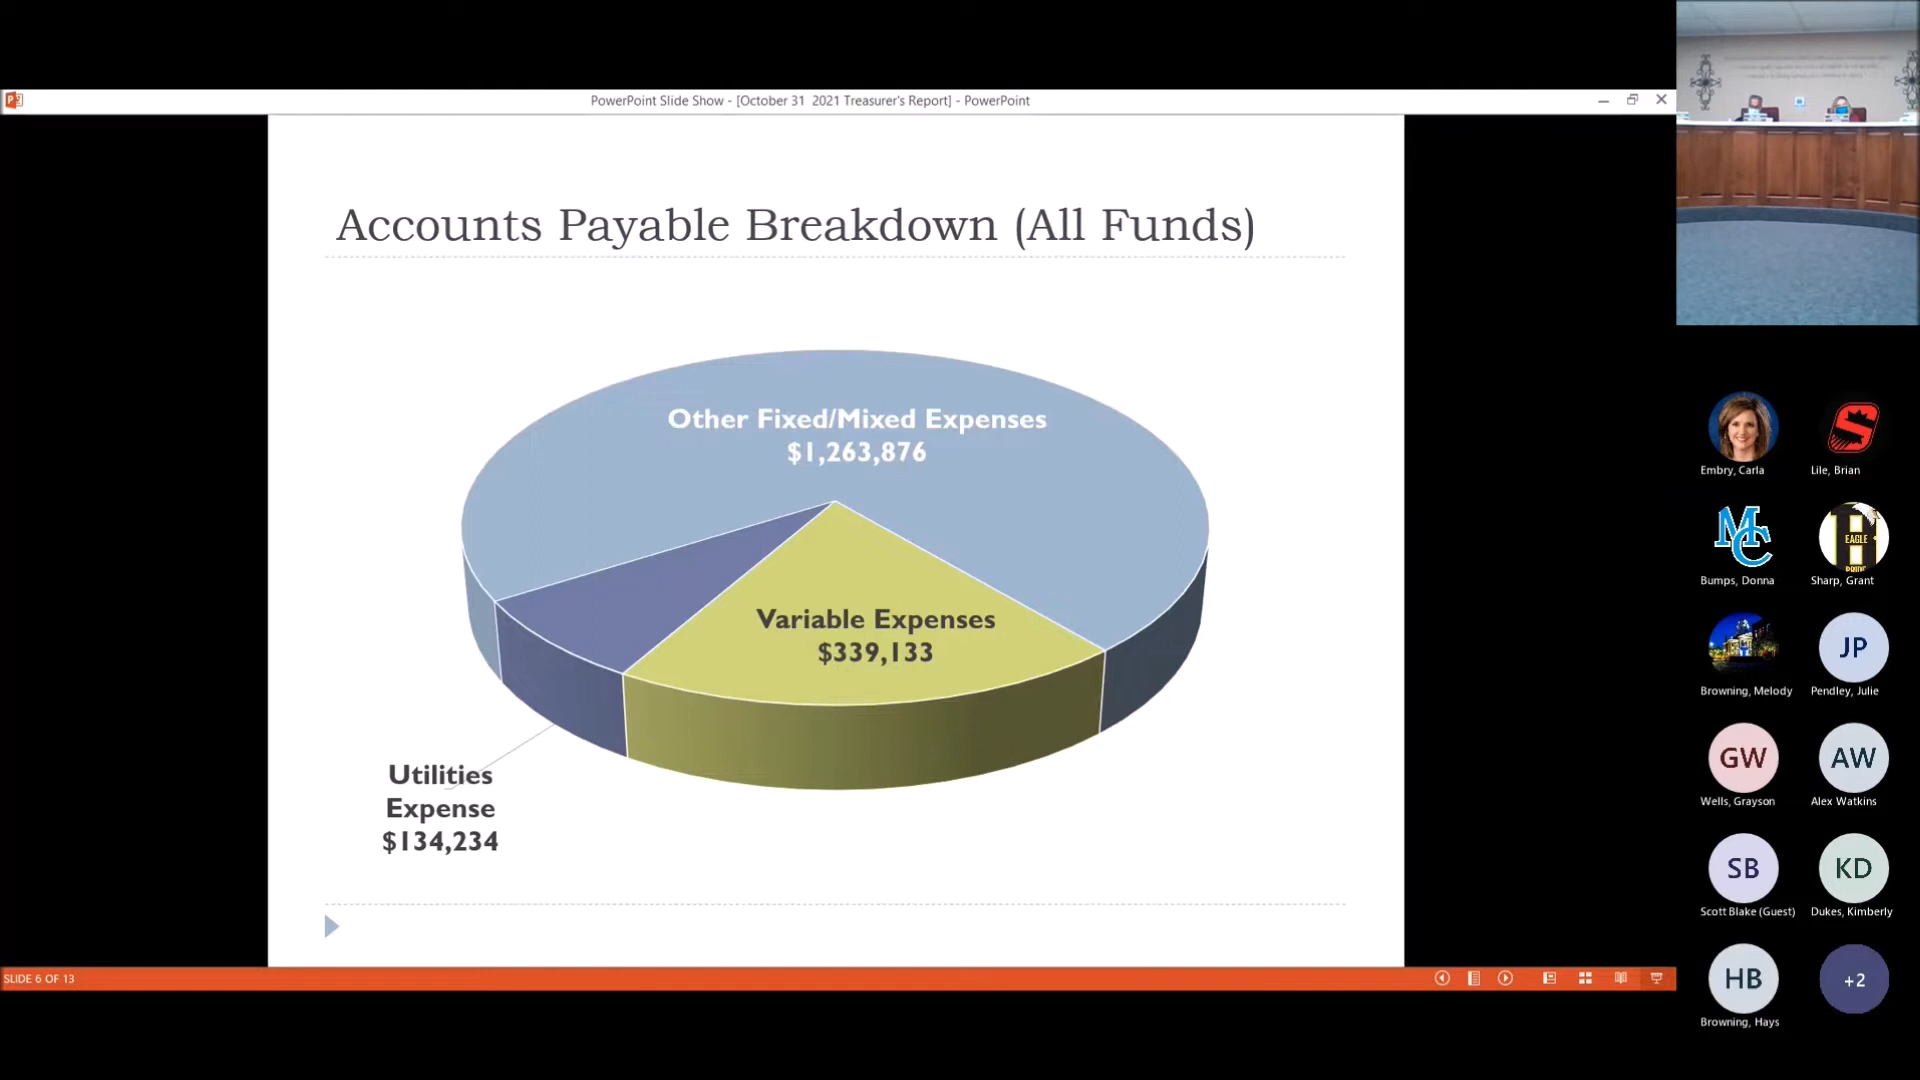 PowerPoint Slide Show - [October 31 2021 Treasurer's Report] - PowerPoint
Accounts Payable Breakdown (All Funds)
Other Fixed/Mixed Expenses
$1,263,876
Variable Expenses
$339,133
Utilities
Expense
$134,234
SLIDE 6 OF 13
Embry, Carla
S
Lile, Brian
MC
Bumps, Donna
H
EAGLE
PRIDE
Sharp, Grant
Browning, Melody
JP
Pendley, Julie
GW
Wells, Grayson
AW
Alex Watkins
SB
Scott Blake (Guest)
KD
Dukes, Kimberly
HB
Browning, Hays
+2